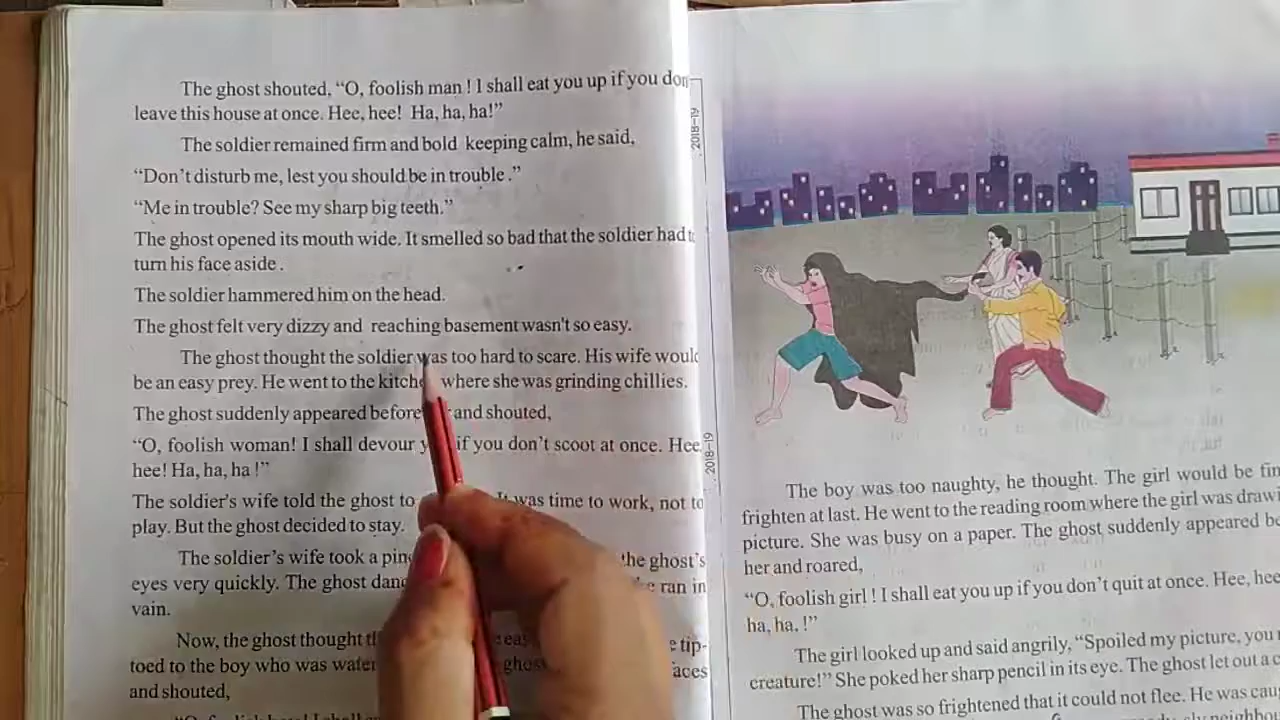 The ghost shouted, “O, foolish man ! I shall eat you up if you don
leave this house at once. Hee, hee! Ha, ha, ha!”
The soldier remained firm and bold keeping calm, he said,
“Don’t disturb me, lest you should be in trouble .”
“Me in trouble? See my sharp big teeth.”
The ghost opened its mouth wide. It smelled so bad that the soldier had
turn his face aside .
The soldier hammered him on the head.
The ghost felt very dizzy and reaching basement wasn't so easy.
The ghost thought the soldier was too hard to scare. His wife would
be an easy prey. He went to the where she was grinding chillies.
The ghost suddenly appeared before and shouted,
“O, foolish woman! I shall devour if you don’t scoot at once. Hee,
hee! Ha, ha, ha !”
The soldier's wife told the ghost to It was time to work, not to
play. But the ghost decided to stay.
The soldier’s wife took a the ghost’s
eyes very quickly. The ghost ran in
vain.
Now, the ghost thought tip-
toed to the boy who was
and shouted,
2018-19
2018-19
The boy was too naughty, he thought. The girl would be
frighten at last. He went to the reading room where the girl was
picture. She was busy on a paper. The ghost suddenly appeared
her and roared,
“O, foolish girl ! I shall eat you up if you don’t quit at once. Hee, hee
ha, ha. !”
The girl looked up and said angrily, “Spoiled my picture, you
creature!” She poked her sharp pencil in its eye. The ghost let out a
The ghost was so frightened that it could not flee. He was